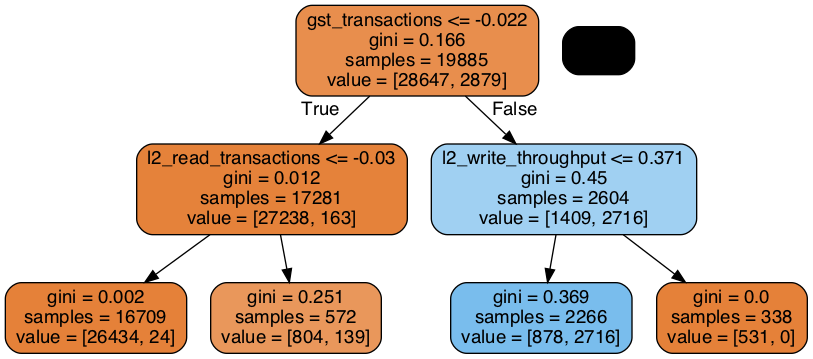 gst_transactions <= -0.022
gini = 0.166
samples = 19885
value = [28647, 2879]
True
False
l2_read_transactions <= -0.03
gini = 0.012
samples = 17281
value = [27238, 163]
l2_write_throughput <= 0.371
gini = 0.45
samples = 2604
value = [1409, 2716]
gini = 0.002
samples = 16709
value = [26434, 24]
gini = 0.251
samples = 572
value = [804, 139]
gini = 0.369
samples = 2266
value = [878, 2716]
gini = 0.0
samples = 338
value = [531, 0]